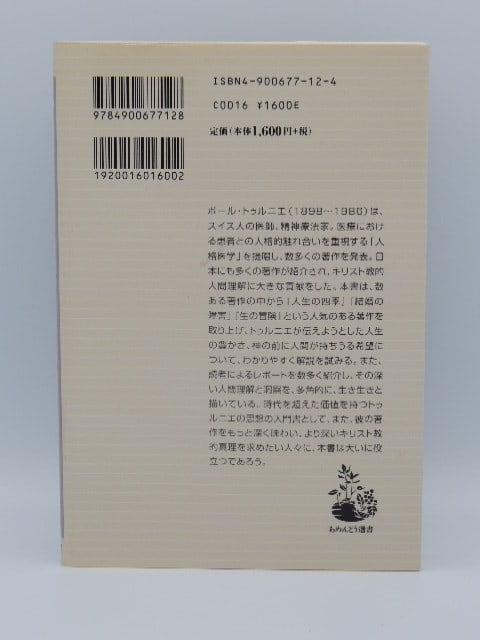 ISBN4-900677-12-4
C0016 ¥1600E
定価(本体1,600円+税)
9784900677128
1920016016002
ポール・トゥルニエ(1898~1986)は、
スイス人の医師、精神療法家。医療におけ
る患者との人格的触れ合いを重視する「人
格医学」を提唱し、数多くの著作を発表。日
本にも多くの著作が紹介され、キリスト教的
人間理解に大きな貢献をした。本書は、数
ある著作の中から「人生の四季」「結婚の
障害」「生の冒険」という人気のある著作を
取り上げ、トゥルニエが伝えようとした人生
の豊かさ、神の前に人間が持ちうる希望に
ついて、わかりやすく解説を試みる。また、
読者によるレポートを数多く紹介し、その深
い人間理解と洞察を、多角的に、生き生きと
描いている。時代を超えた価値を持つトゥ
ルニエの思想の入門書として、また、彼の著
作をもっと深く味わい、より深いキリスト教
的真理を求めたい人々に、本書は大いに役
立つであろう。
あめんどう選書